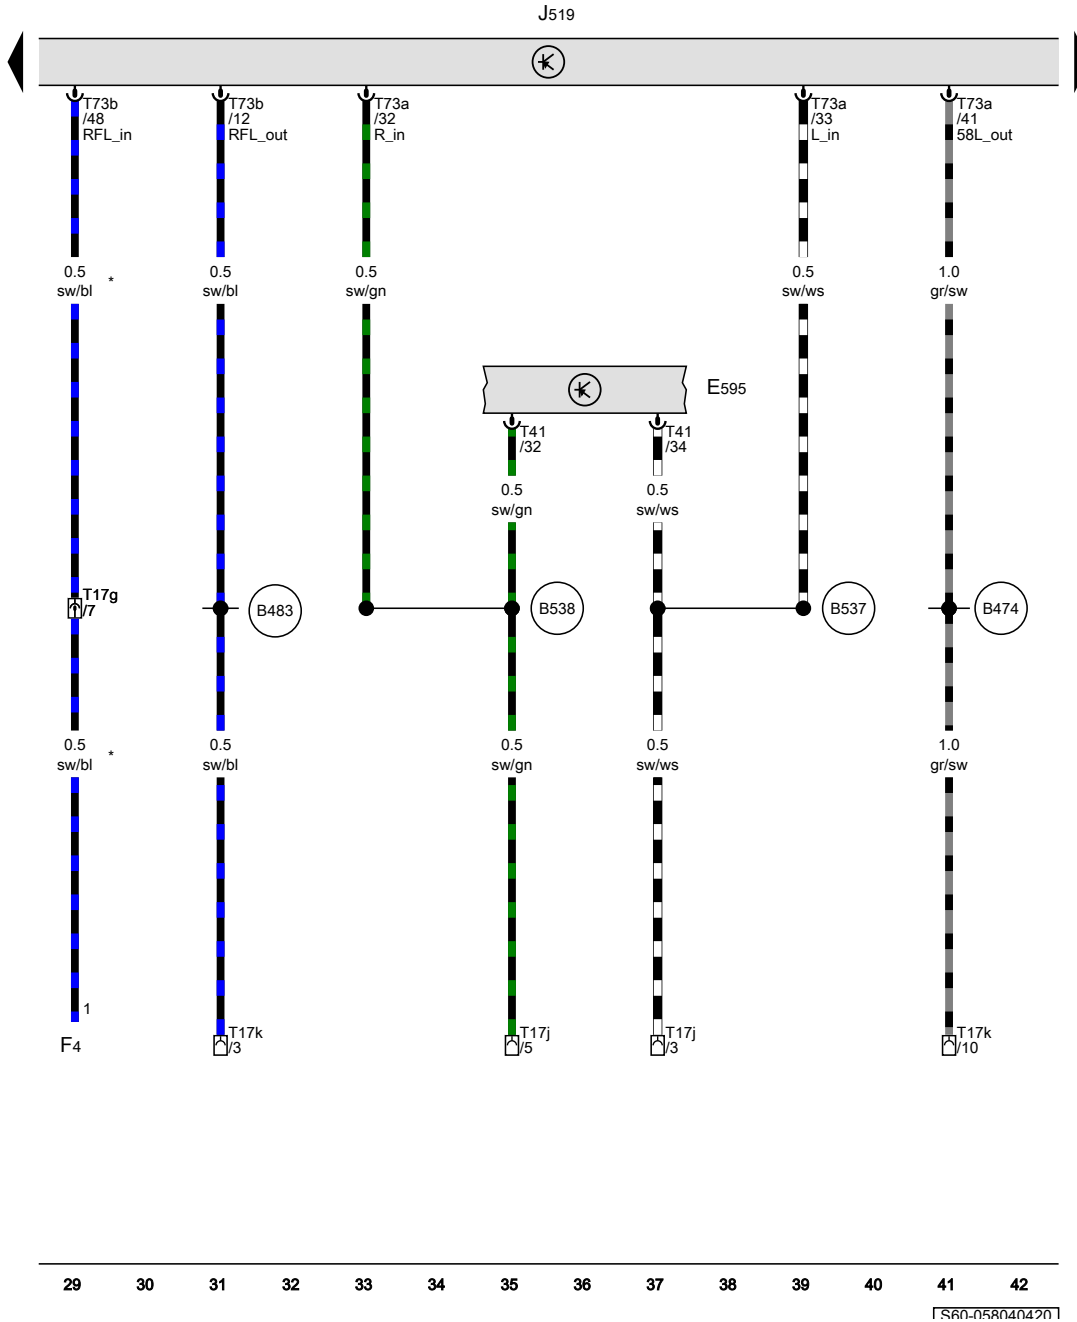 J519
T73b
/48
RFL_in
T73b
/12
RFL_out
T73a
/32
R_in
T73a
/33
L_in
T73a
/41
58L_out
0.5
sw/bl
*
0.5
sw/bl
0.5
sw/gn
0.5
sw/ws
1.0
gr/sw
E595
T41
/32
T41
/34
0.5
sw/gn
0.5
sw/ws
T17g
/7
B483
B538
B537
B474
0.5
sw/bl
*
0.5
sw/bl
0.5
sw/gn
0.5
sw/ws
1.0
gr/sw
1
F4
T17k
/3
T17j
/5
T17j
/3
T17k
/10
29 30 31 32 33 34 35 36 37 38 39 40 41 42
S60-058040420